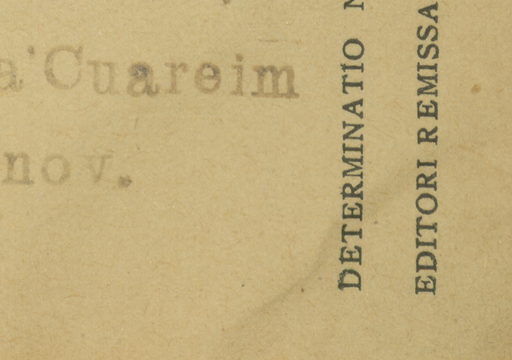 a'Cuareim
nov.
DETERMINATIO
EDITORI REMISSA